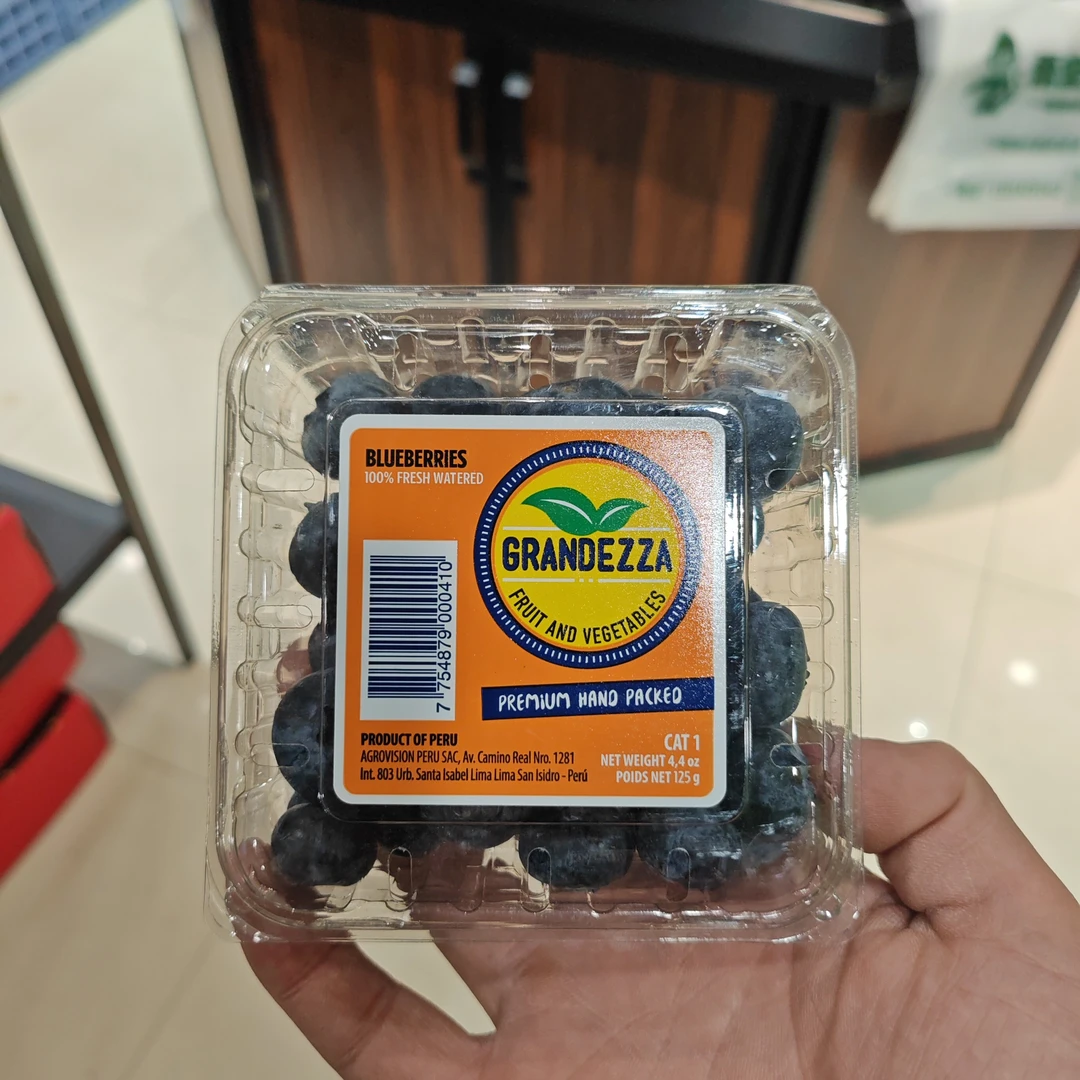 BLUEBERRIES
100% FRESH WATERED
GRANDEZZA
FRUIT AND VEGETABLES
PREMIUM HAND PACKED
7 754879 000410
PRODUCT OF PERU
AGROVISION PERU SAC, Av. Camino Real Nro. 1281
Int. 803 Urb. Santa Isabel Lima Lima San Isidro - Perú
CAT 1
NET WEIGHT 4,4 oz
POIDS NET 125 g